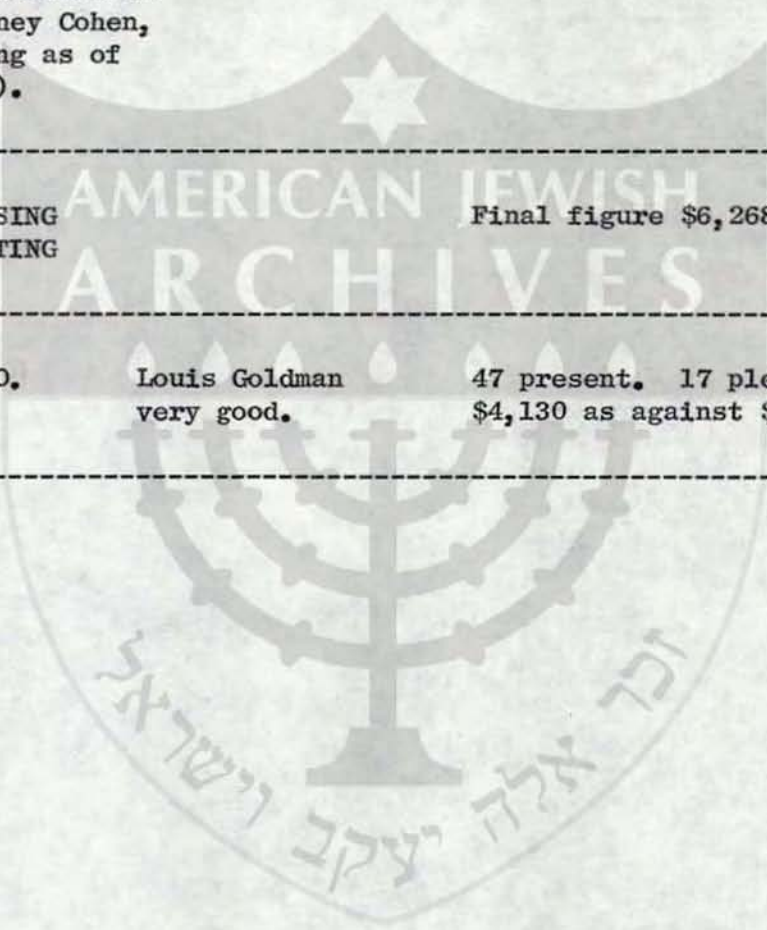 ney Cohen,
ng as of
).
AMERICAN JEWISH
ARCHIVES
SING Final figure $6,268
TING
Louis Goldman 47 present. 17 ple
very good. $4,130 as against $
זכר אלה יעקב וישראל